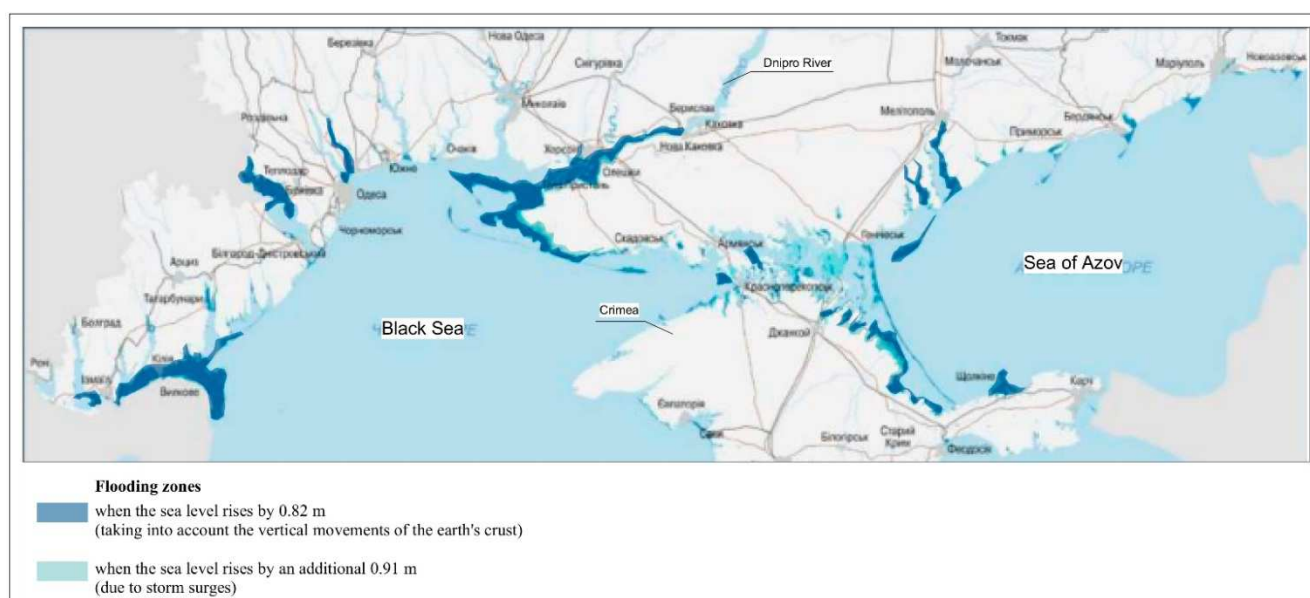 Березівка
Нова Одеса
Снігурівка
Dnipro River
Токмак
Молочанськ
Маріуполь
Новоазовськ
Миколаїв
Берислав
Каховка
Мелітополь
Роздільна
Бердянськ
Приморськ
Очаків
Херсон
Нова Каховка
Южне
Олешки
Теплодар
Одеса
Чорноморськ
Скадовськ
Армянськ
Генічеськ
Білгород-Дністровський
Sea of Azov
Арциз
Красноперекопськ
Татарбунари
Crimea
Болград
Black Sea
Джанкой
Рені
Кілія
Ізмаїл
Вилкове
Щолкіне
Керч
Євпаторія
Саки
Білогірськ
Старий
Крим
Феодосія
Flooding zones
when the sea level rises by 0.82 m
(taking into account the vertical movements of the earth's crust)
when the sea level rises by an additional 0.91 m
(due to storm surges)